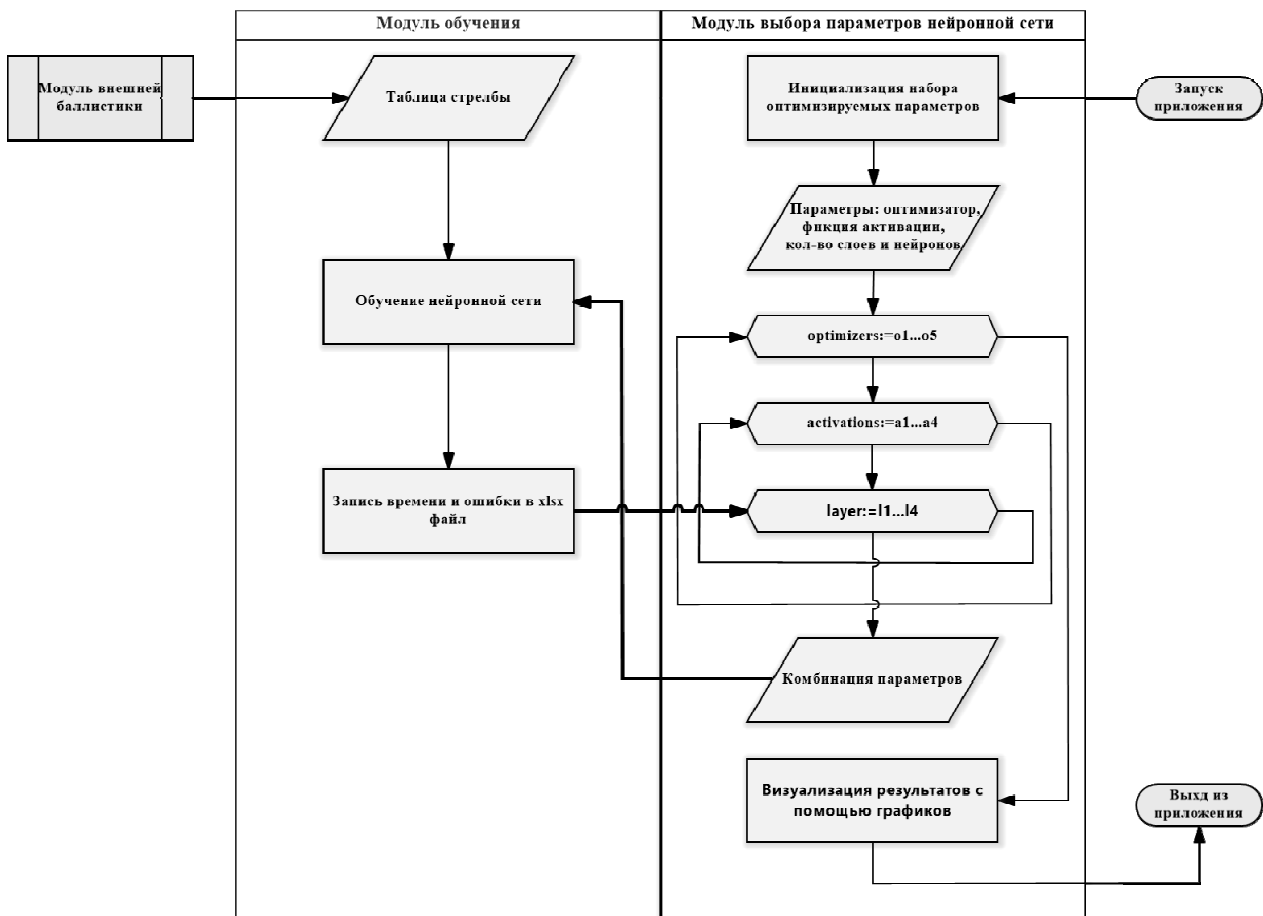 Модуль обучения
Модуль выбора параметров нейронной сети
Модуль внешней
баллистики
Таблица стрелбы
Инициализация набора
оптимизируемых параметров
Запуск
приложения
Параметры: оптимизатор,
фнкция активации,
кол-во слоев и нейронов
Обучение нейронной сети
optimizers:=o1...o5
activations:=a1...a4
Запись времени и ошибки в xlsx
файл
layer:=l1...l4
Комбинация параметров
Визуализация результатов с
помощью графиков
Выхд из
приложения